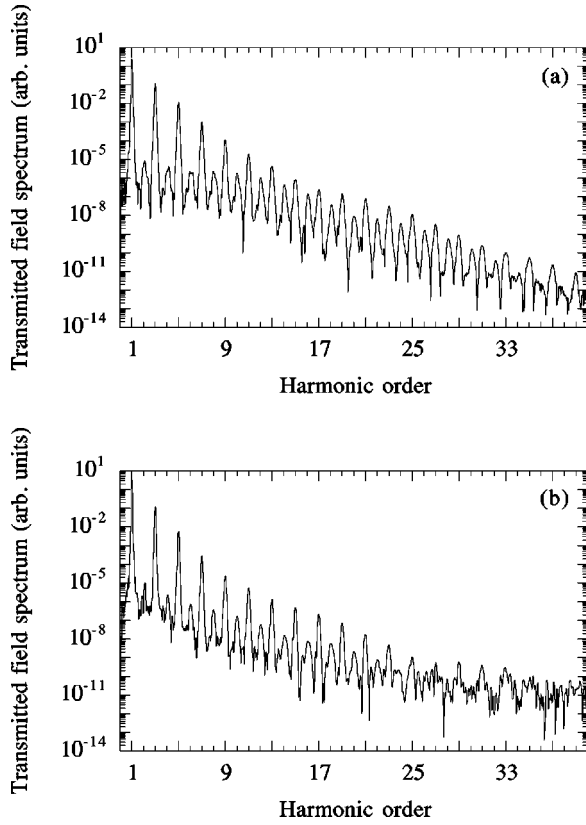 Transmitted field spectrum (arb. units)
(a)
10^1
10^-2
10^-5
10^-8
10^-11
10^-14
1 9 17 25 33
Harmonic order
Transmitted field spectrum (arb. units)
(b)
10^1
10^-2
10^-5
10^-8
10^-11
10^-14
1 9 17 25 33
Harmonic order